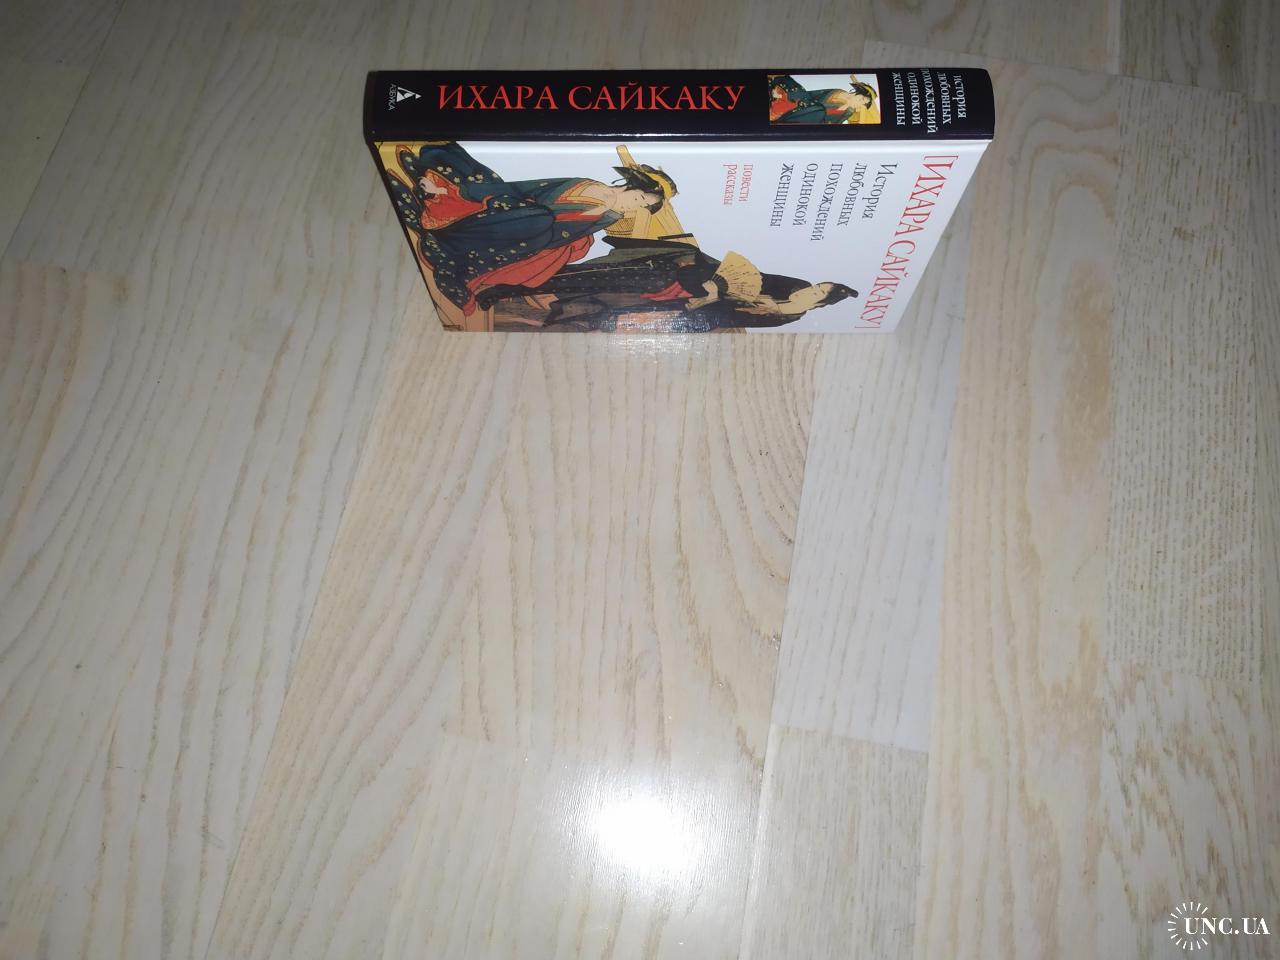 АЗБУКА
ИХАРА САЙКАКУ
история
любовных
похождений
одинокой
женщины
[ИХАРА САЙКАКУ]
История
любовных
похождений
одинокой
женщины
повести
рассказы
UNC.UA